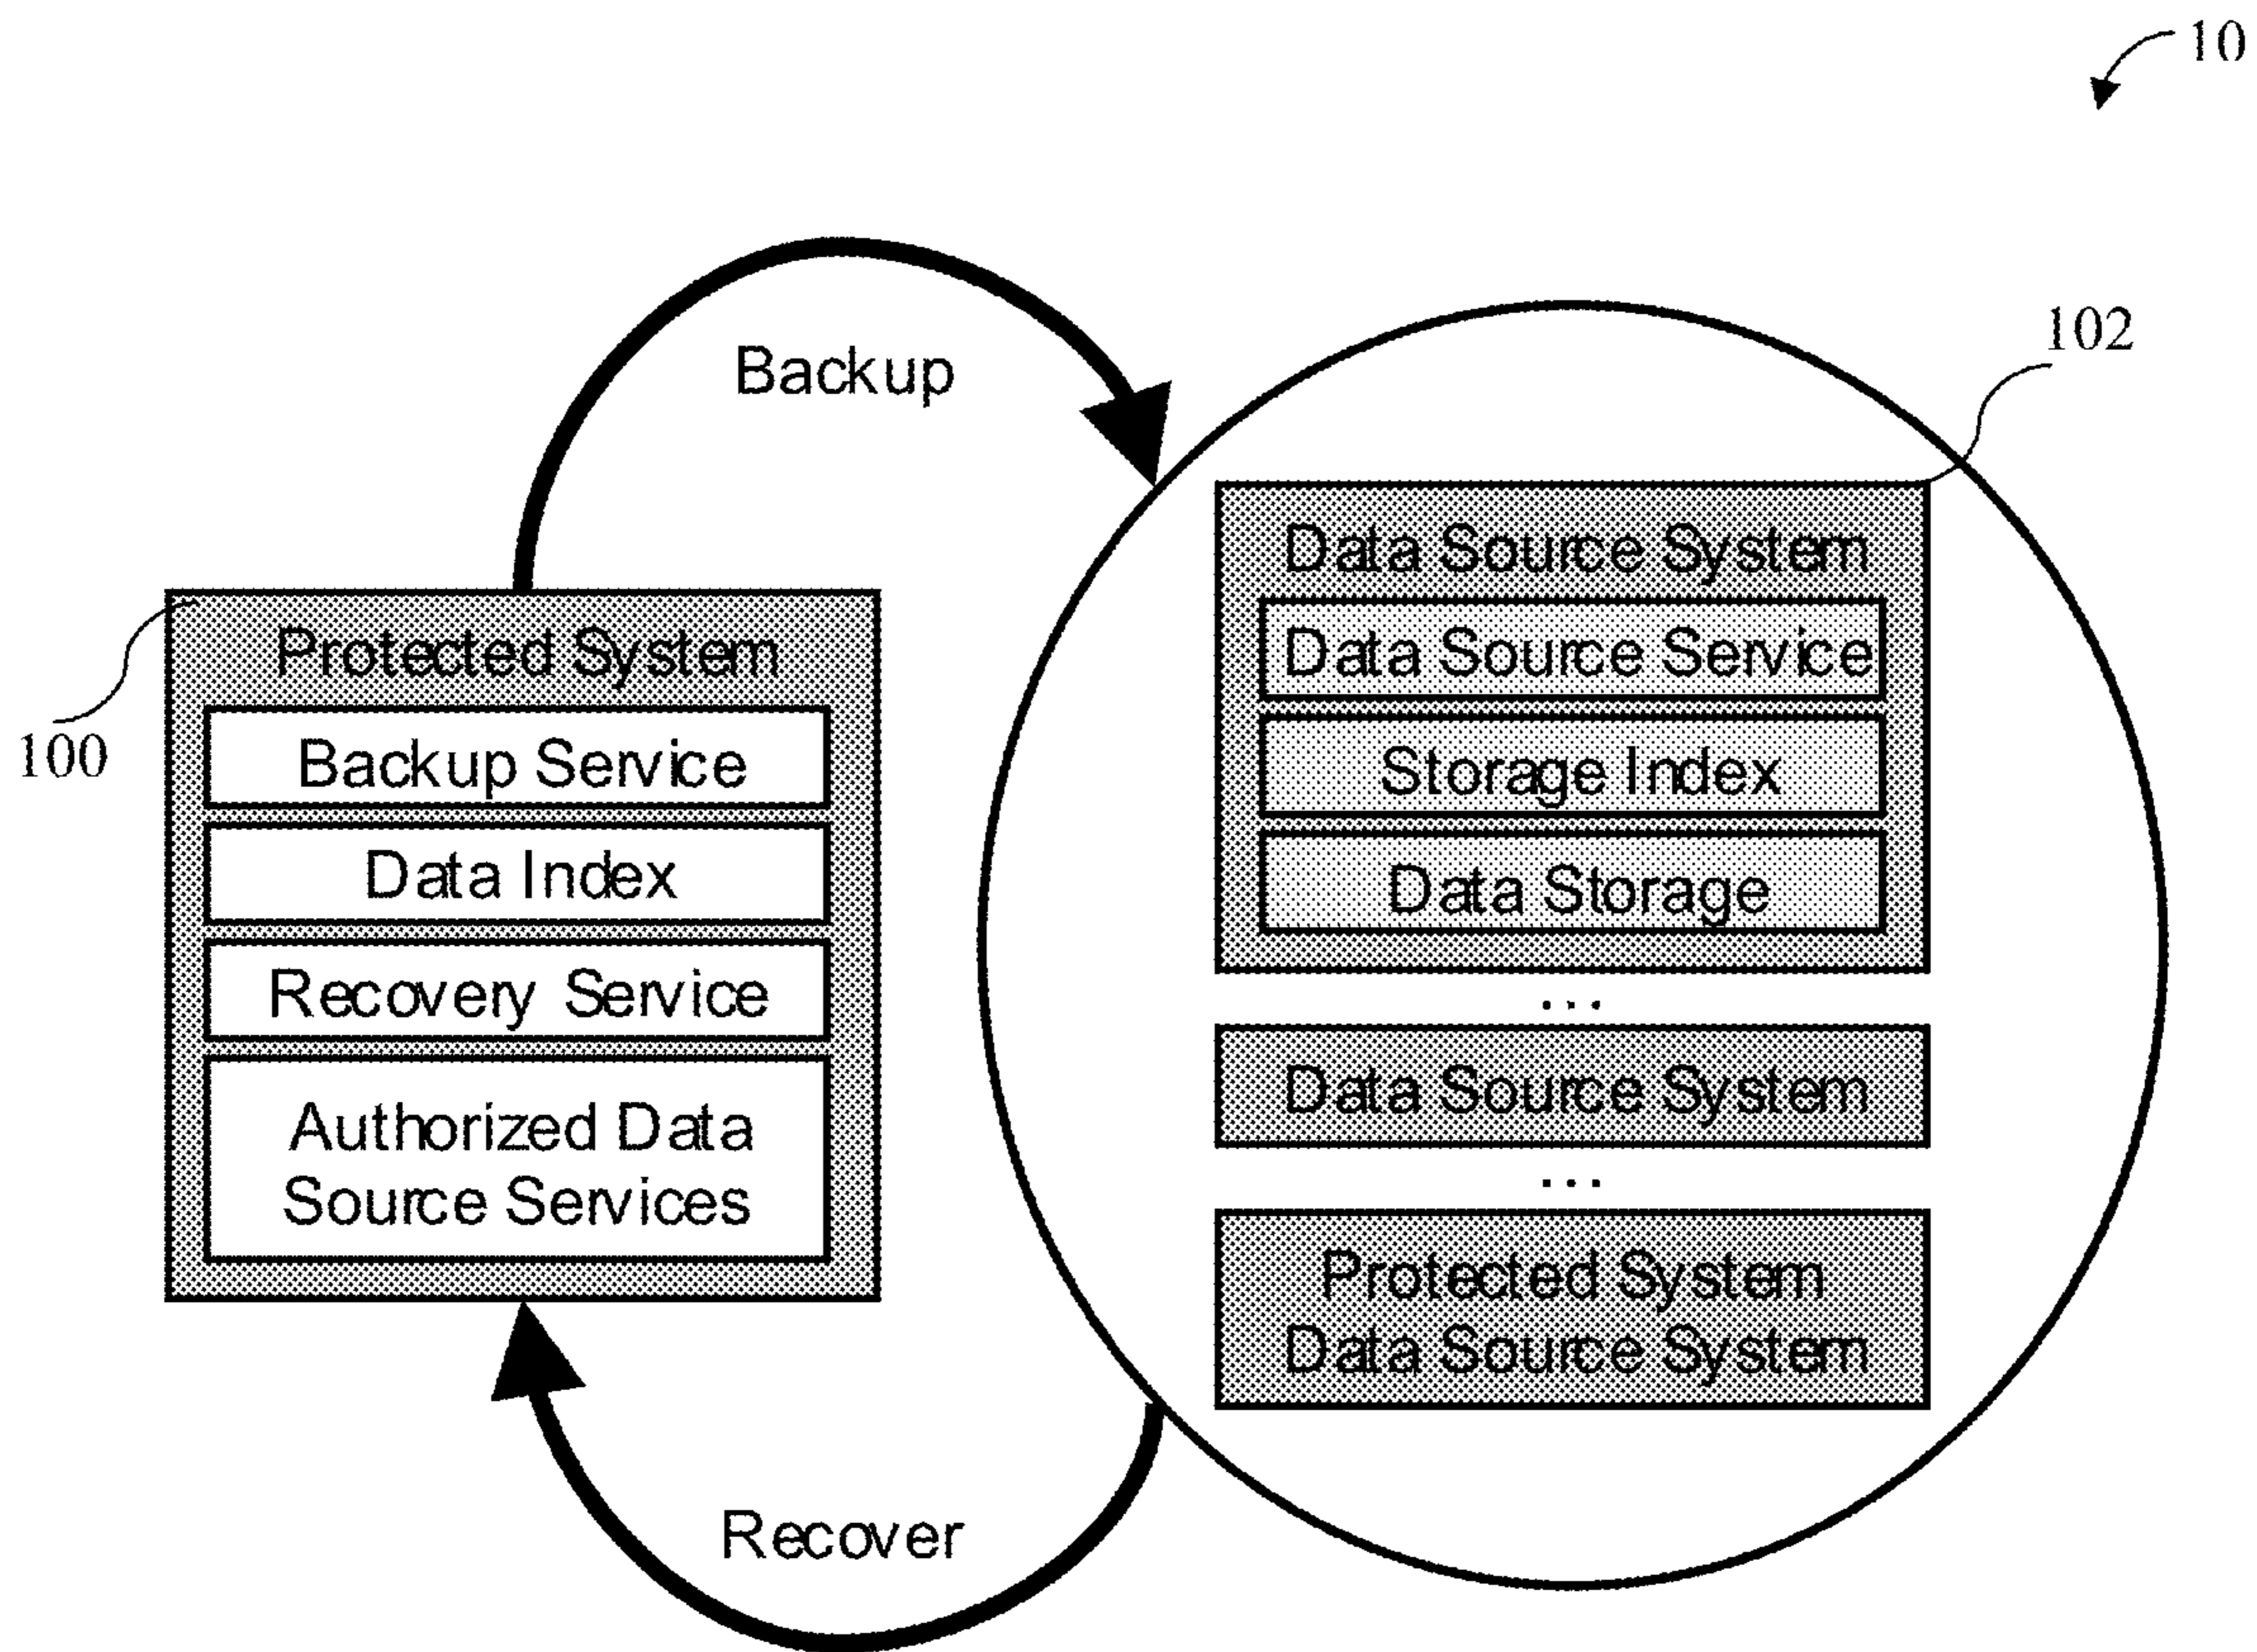 10
Backup
102
Data Source System
Data Source Service
Storage Index
Data Storage
...
Data Source System
...
Protected System
Data Source System
100
Protected System
Backup Service
Data Index
Recovery Service
Authorized Data
Source Services
Recover